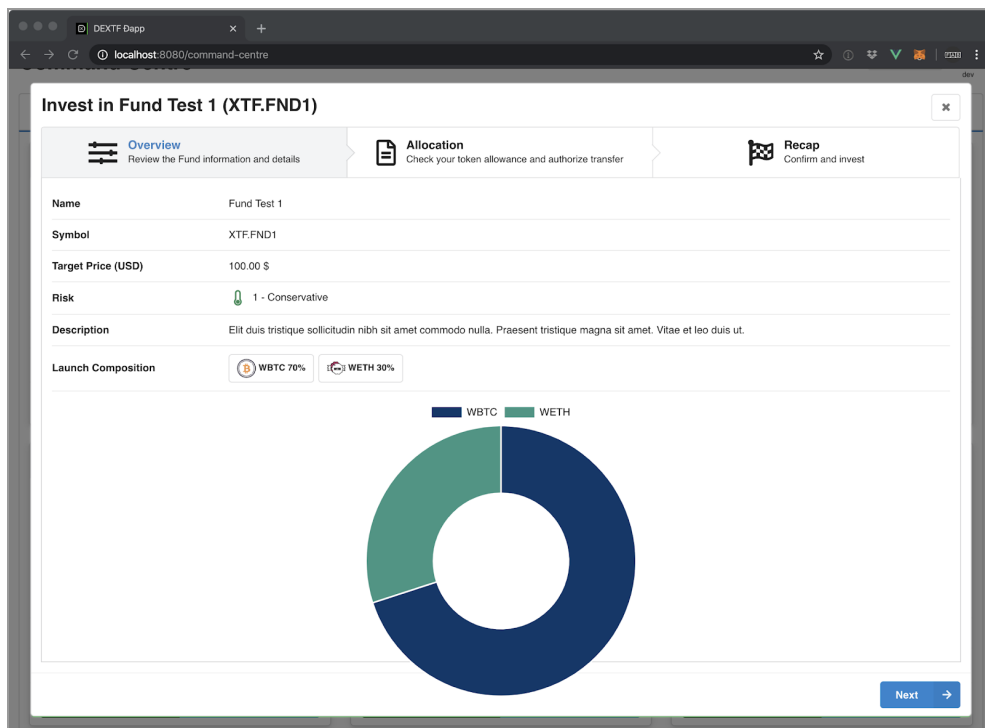 DEXTF Ðapp
localhost:8080/command-centre
dev
Invest in Fund Test 1 (XTF.FND1)
Overview
Review the Fund information and details
Allocation
Check your token allowance and authorize transfer
Recap
Confirm and invest
Name Fund Test 1
Symbol XTF.FND1
Target Price (USD) 100.00 $
Risk 1 - Conservative
Description Elit duis tristique sollicitudin nibh sit amet commodo nulla. Praesent tristique magna sit amet. Vitae et leo duis ut.
Launch Composition WBTC 70% WETH 30%
WBTC WETH
Next